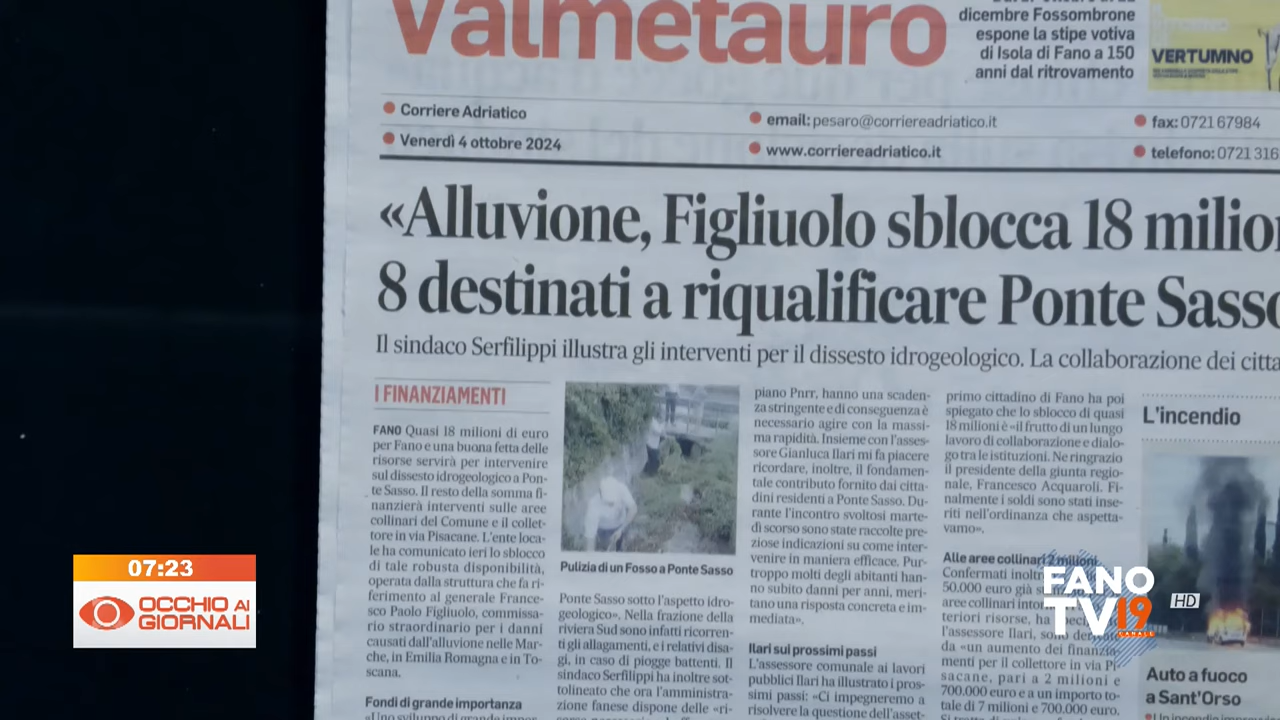 Valmetauro
dicembre Fossombrone
espone la stipe votiva
di Isola di Fano a 150
anni dal ritrovamento
VERTUMNO
Corriere Adriatico
Venerdì 4 ottobre 2024
email: pesaro@corriereadriatico.it
www.corriereadriatico.it
fax: 0721 67984
telefono: 0721 316
«Alluvione, Figliuolo sblocca 18 milio
8 destinati a riqualificare Ponte Sasso
Il sindaco Serfilippi illustra gli interventi per il dissesto idrogeologico. La collaborazione dei citta
I FINANZIAMENTI
FANO Quasi 18 milioni di euro
per Fano e una buona fetta delle
risorse servirà per intervenire
sul dissesto idrogeologico a Pon-
te Sasso. Il resto della somma fi-
nanzierà interventi sulle aree
collinari del Comune e il collet-
tore in via Pisacane. L'ente loca-
le ha comunicato ieri lo sblocco
di tale robusta disponibilità,
operata dalla struttura che fa ri-
ferimento al generale France-
sco Paolo Figliuolo, commissa-
rio straordinario per i danni
causati dall'alluvione nelle Mar-
che, in Emilia Romagna e in To-
scana.
Fondi di grande importanza
Pulizia di un Fosso a Ponte Sasso
Ponte Sasso sotto l'aspetto idro-
geologico». Nella frazione della
riviera Sud sono infatti ricorren-
ti gli allagamenti, e i relativi disa-
gi, in caso di piogge battenti. Il
sindaco Serfilippi ha inoltre sot-
tolineato che ora l'amministra-
zione fanese dispone delle «ri-
piano Pnrr, hanno una scaden-
za stringente e di conseguenza è
necessario agire con la massi-
ma rapidità. Insieme con l'asses-
sore Gianluca Ilari mi fa piacere
ricordare, inoltre, il fondamen-
tale contributo fornito dai citta-
dini residenti a Ponte Sasso. Du-
rante l'incontro svoltosi marte-
dì scorso sono state raccolte pre-
ziose indicazioni su come inter-
venire in maniera efficace. Pur-
troppo molti degli abitanti han-
no subito danni per anni, meri-
tano una risposta concreta e im-
mediata».
Ilari sui prossimi passi
L'assessore comunale ai lavori
pubblici Ilari ha illustrato i pros-
simi passi: «Ci impegneremo a
risolvere la questione dell'asset-
primo cittadino di Fano ha poi
spiegato che lo sblocco di quasi
18 milioni è «il frutto di un lungo
lavoro di collaborazione e dialo-
go tra le istituzioni. Ne ringrazio
il presidente della giunta regio-
nale, Francesco Acquaroli. Fi-
nalmente i soldi sono stati inse-
riti nell'ordinanza che aspetta-
vamo».
Alle aree collinari 2 milioni
Confermati inoltr
50.000 euro già s
aree collinari into
teriori risorse, ha
l'assessore Ilari, sono
da «un aumento dei finanzia-
menti per il collettore in via Pi-
sacane, pari a 2 milioni e
700.000 euro e a un importo to-
tale di 7 milioni e 700.000 euro.
L'incendio
Auto a fuoco
a Sant'Orso
07:23
OCCHIO AI
GIORNALI
FANO
TV 19
CANALE
HD